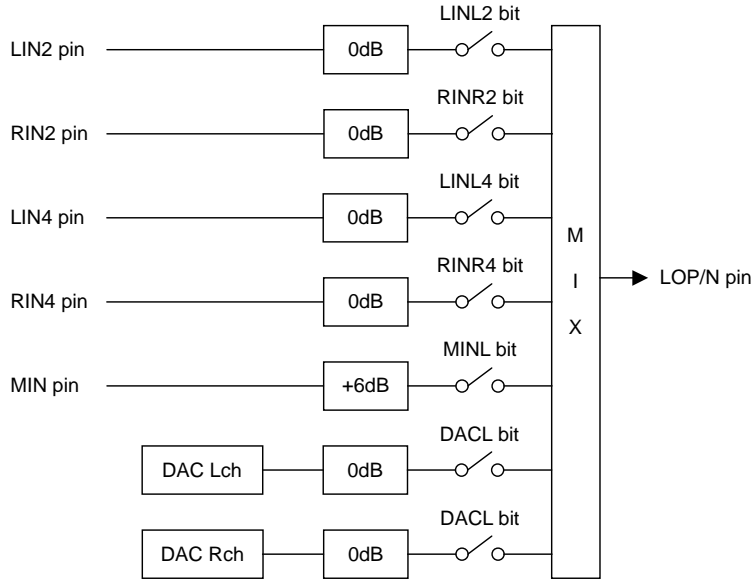 LINL2 bit
LIN2 pin
0dB
RINR2 bit
RIN2 pin
0dB
LINL4 bit
LIN4 pin
0dB
M
I
X
LOP/N pin
RINR4 bit
RIN4 pin
0dB
MINL bit
MIN pin
+6dB
DACL bit
DAC Lch
0dB
DACL bit
DAC Rch
0dB